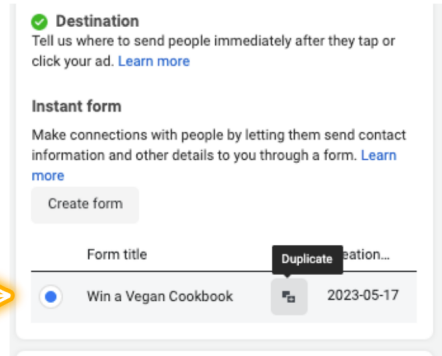 Destination
Tell us where to send people immediately after they tap or
click your ad. Learn more
Instant form
Make connections with people by letting them send contact
information and other details to you through a form. Learn
more
Create form
Form title Duplicate eation...
Win a Vegan Cookbook 2023-05-17